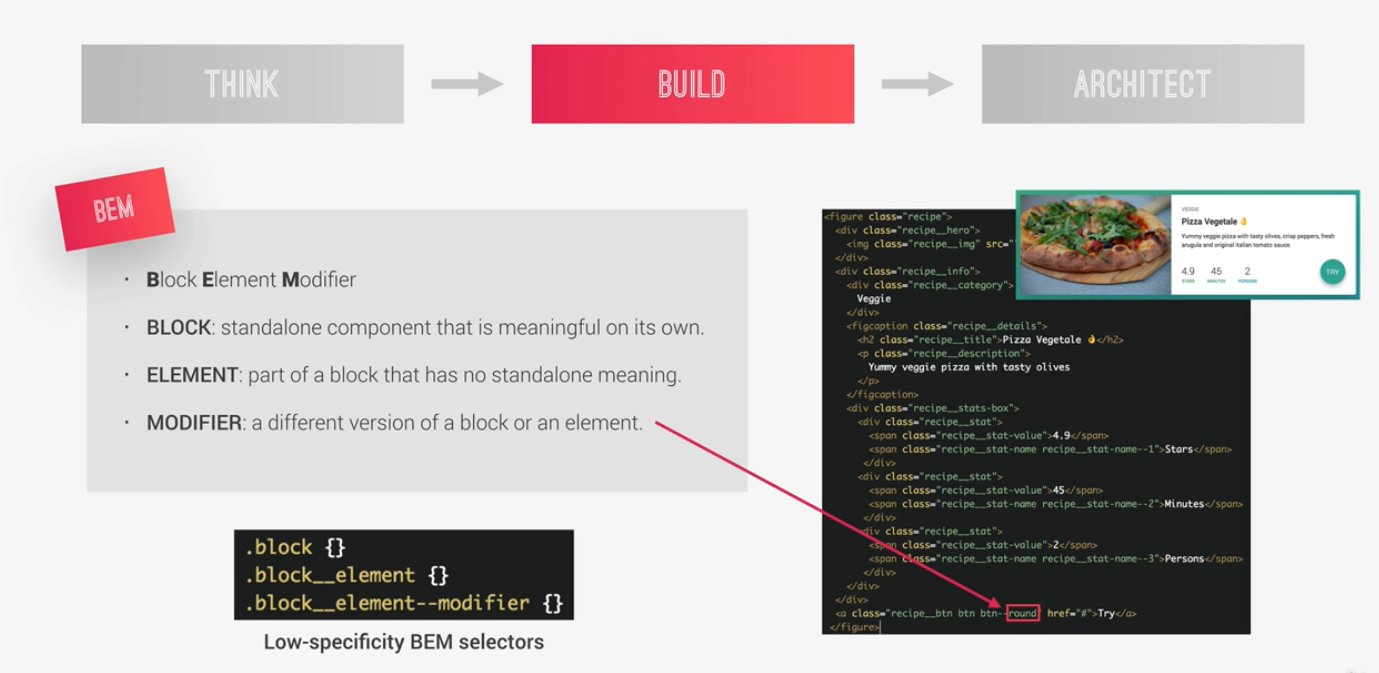 THINK
BUILD
ARCHITECT
BEM
· Block Element Modifier
· BLOCK: standalone component that is meaningful on its own.
· ELEMENT: part of a block that has no standalone meaning.
· MODIFIER: a different version of a block or an element.
.block {}
.block__element {}
.block__element--modifier {}
Low-specificity BEM selectors
<figure class="recipe">
<div class="recipe__hero">
<img class="recipe__img" src="
</div>
<div class="recipe__info">
<div class="recipe__category">
Veggie
</div>
<figcaption class="recipe__details">
<h2 class="recipe__title">Pizza Vegetale 👌</h2>
<p class="recipe__description">
Yummy veggie pizza with tasty olives
</p>
</figcaption>
<div class="recipe__stats-box">
<div class="recipe__stat">
<span class="recipe__stat-value">4.9</span>
<span class="recipe__stat-name recipe__stat-name--1">Stars</span>
</div>
<div class="recipe__stat">
<span class="recipe__stat-value">45</span>
<span class="recipe__stat-name recipe__stat-name--2">Minutes</span>
</div>
<div class="recipe__stat">
<span class="recipe__stat-value">2</span>
<span class="recipe__stat-name recipe__stat-name--3">Persons</span>
</div>
</div>
</div>
<a class="recipe__btn btn btn--round" href="#">Try</a>
</figure>
VEGGIE
Pizza Vegetale 👌
Yummy veggie pizza with tasty olives, crisp peppers, fresh
arugula and original italian tomato sauce.
4.9 45 2
STARS MINUTES PERSONS
TRY